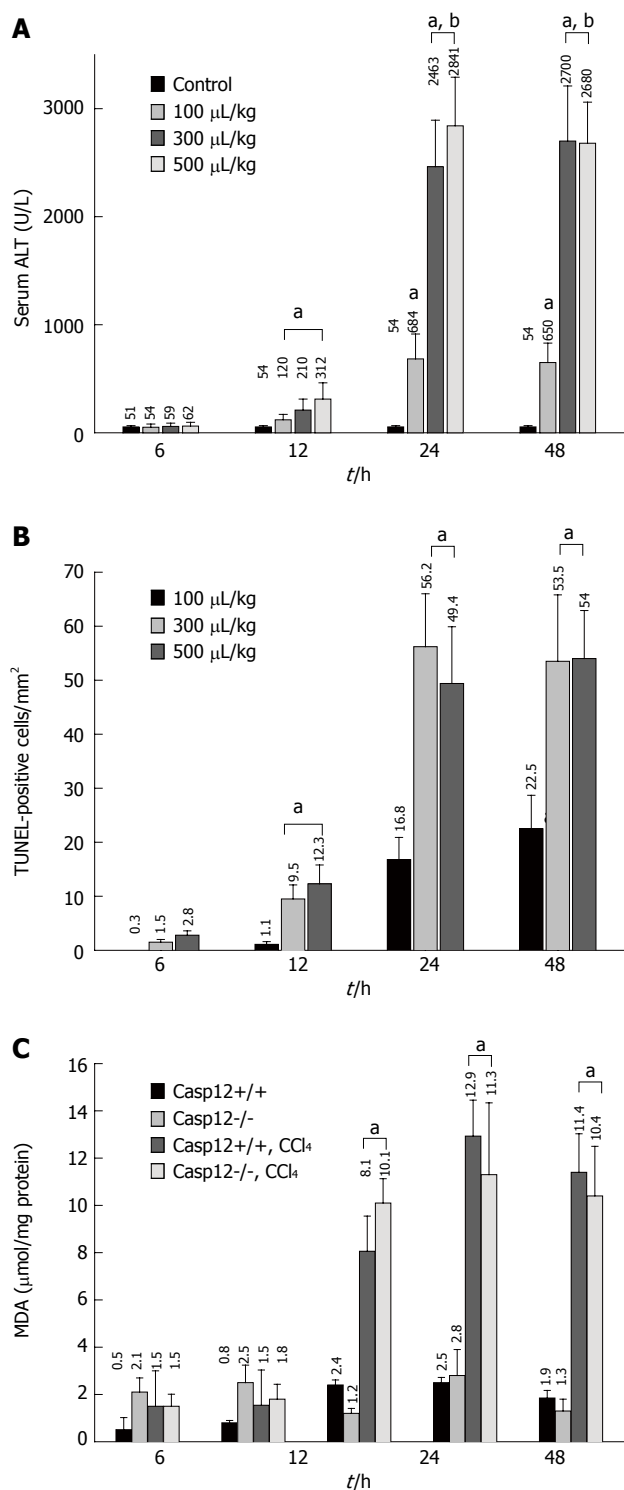 A
a, b
a, b
2463
2841
2700
2680
Control
100 μL/kg
300 μL/kg
500 μL/kg
3000
2000
1000
0
Serum ALT (U/L)
a
a
a
51
54
59
62
54
120
210
312
54
684
54
650
6
12
24
48
t/h
B
a
a
56.2
49.4
53.5
54
100 μL/kg
300 μL/kg
500 μL/kg
70
60
50
40
30
20
10
0
TUNEL-positive cells/mm²
a
0.3
1.5
2.8
1.1
9.5
12.3
16.8
22.5
6
12
24
48
t/h
C
a
a
a
12.9
11.3
11.4
10.4
8.1
10.1
Casp12+/+
Casp12-/-
Casp12+/+, CCl₄
Casp12-/-, CCl₄
16
14
12
10
8
6
4
2
0
MDA (μmol/mg protein)
0.5
2.1
1.5
1.5
0.8
2.5
1.5
1.8
2.4
1.2
2.5
2.8
1.9
1.3
6
12
24
48
t/h